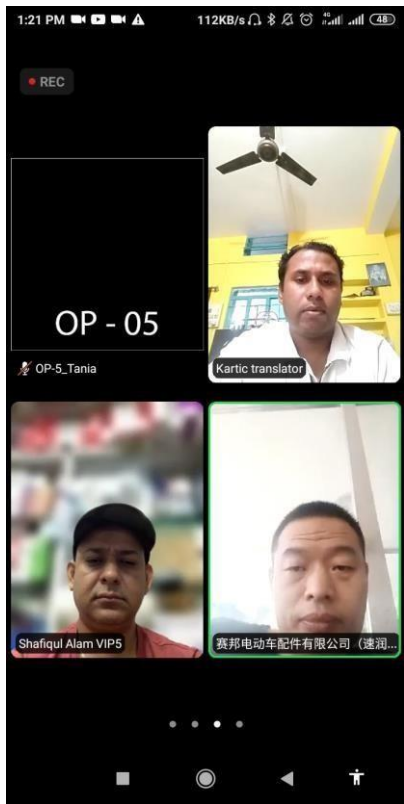 1:21 PM 112KB/s 4G 48
REC
OP - 05
OP-5_Tania
Kartic translator
Shafiqul Alam VIP5
赛邦电动车配件有限公司（速润...